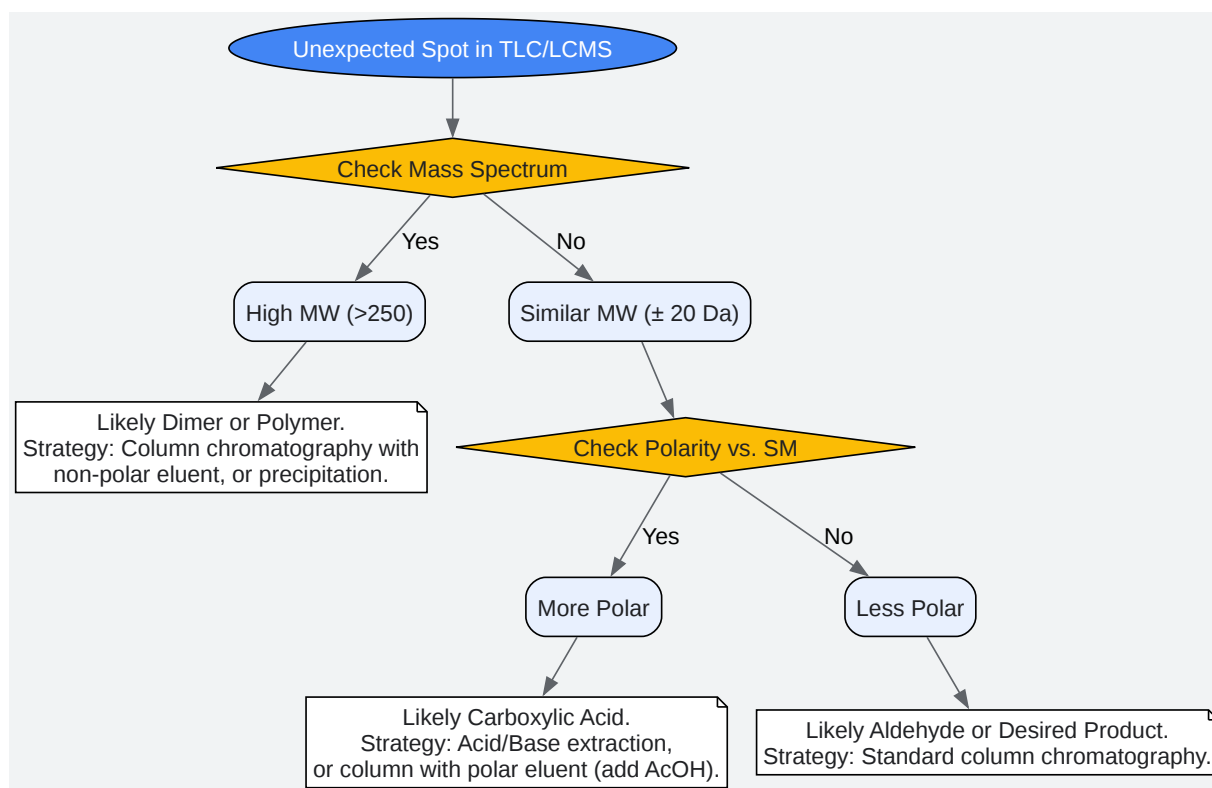 Unexpected Spot in TLC/LCMS
Check Mass Spectrum
Yes
No
High MW (>250)
Similar MW (± 20 Da)
Likely Dimer or Polymer.
Strategy: Column chromatography with
non-polar eluent, or precipitation.
Check Polarity vs. SM
Yes
No
More Polar
Less Polar
Likely Carboxylic Acid.
Strategy: Acid/Base extraction,
or column with polar eluent (add AcOH).
Likely Aldehyde or Desired Product.
Strategy: Standard column chromatography.